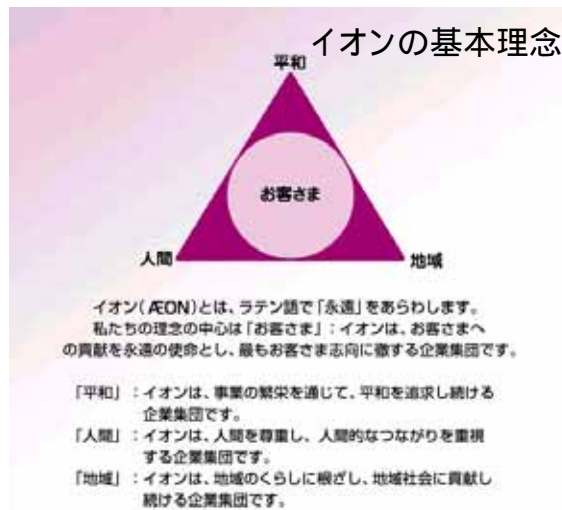 イオンの基本理念
平和
お客さま
人間
地域
イオン(ÆON)とは、ラテン語で「永遠」をあらわします。
私たちの理念の中心は「お客さま」:イオンは、お客さまへ
の貢献を永遠の使命とし、最もお客さま志向に徹する企業集団です。
「平和」:イオンは、事業の繁栄を通じて、平和を追求し続ける
企業集団です。
「人間」:イオンは、人間を尊重し、人間的なつながりを重視
する企業集団です。
「地域」:イオンは、地域のくらしに根ざし、地域社会に貢献し
続ける企業集団です。